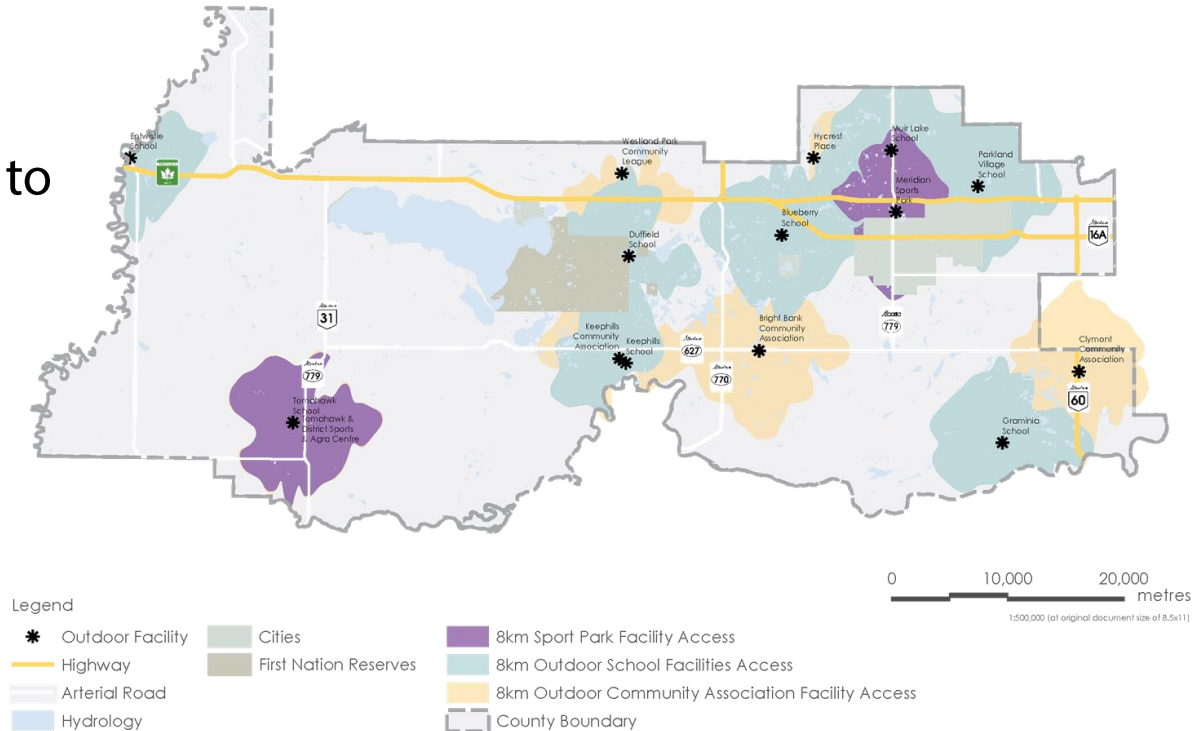 to
Entwistle
School
Westland Park
Community
League
Hycrest
Place
Muir Lake
School
Parkland
Village
School
Meridian
Sports
Park
Blueberry
School
Duffield
School
16A
31
Keephills
Community
Association
Keephills
School
627
Bright Bank
Community
Association
779
Clymont
Community
Association
779
770
60
Tomahawk
School
Tomahawk &
District Sports
& Agra Centre
Graminia
School
0 10,000 20,000
metres
1:500,000 (at original document size of 8.5x11)
Legend
Outdoor Facility
Highway
Arterial Road
Hydrology
Cities
First Nation Reserves
8km Sport Park Facility Access
8km Outdoor School Facilities Access
8km Outdoor Community Association Facility Access
County Boundary